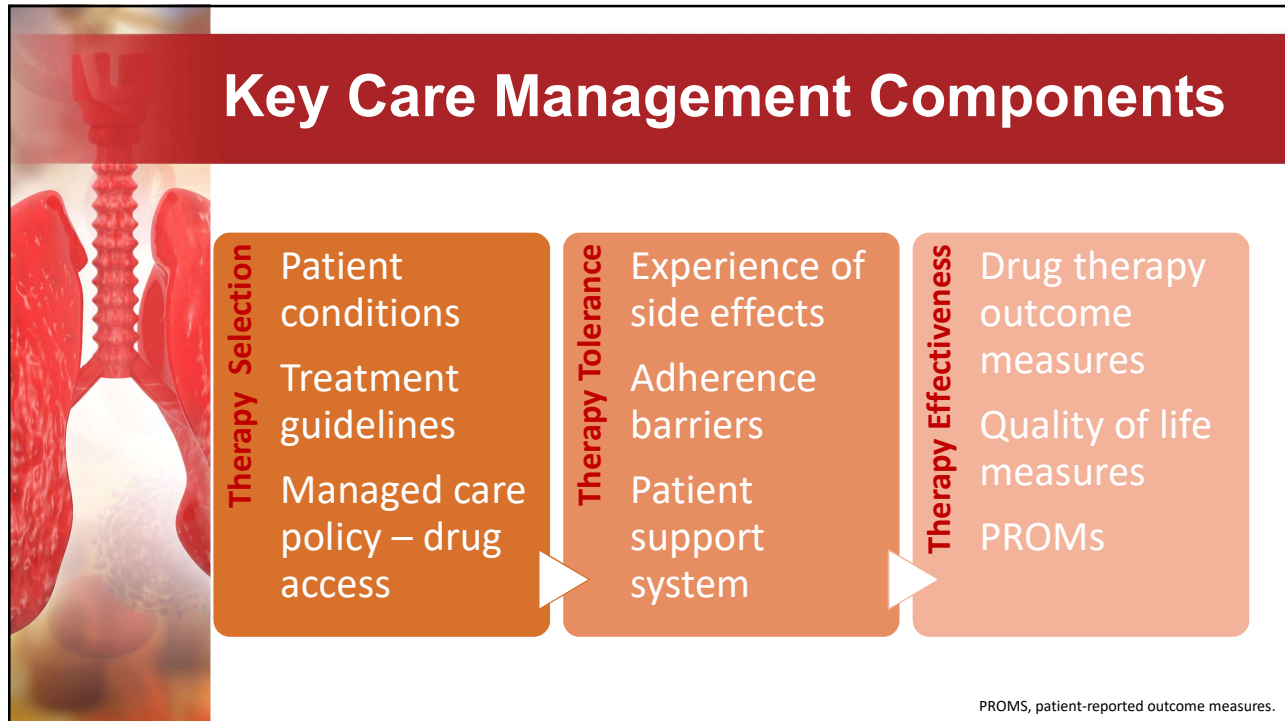 Key Care Management Components
Therapy Selection
Patient
conditions
Treatment
guidelines
Managed care
policy – drug
access
Therapy Tolerance
Experience of
side effects
Adherence
barriers
Patient
support
system
Therapy Effectiveness
Drug therapy
outcome
measures
Quality of life
measures
PROMs
PROMS, patient-reported outcome measures.